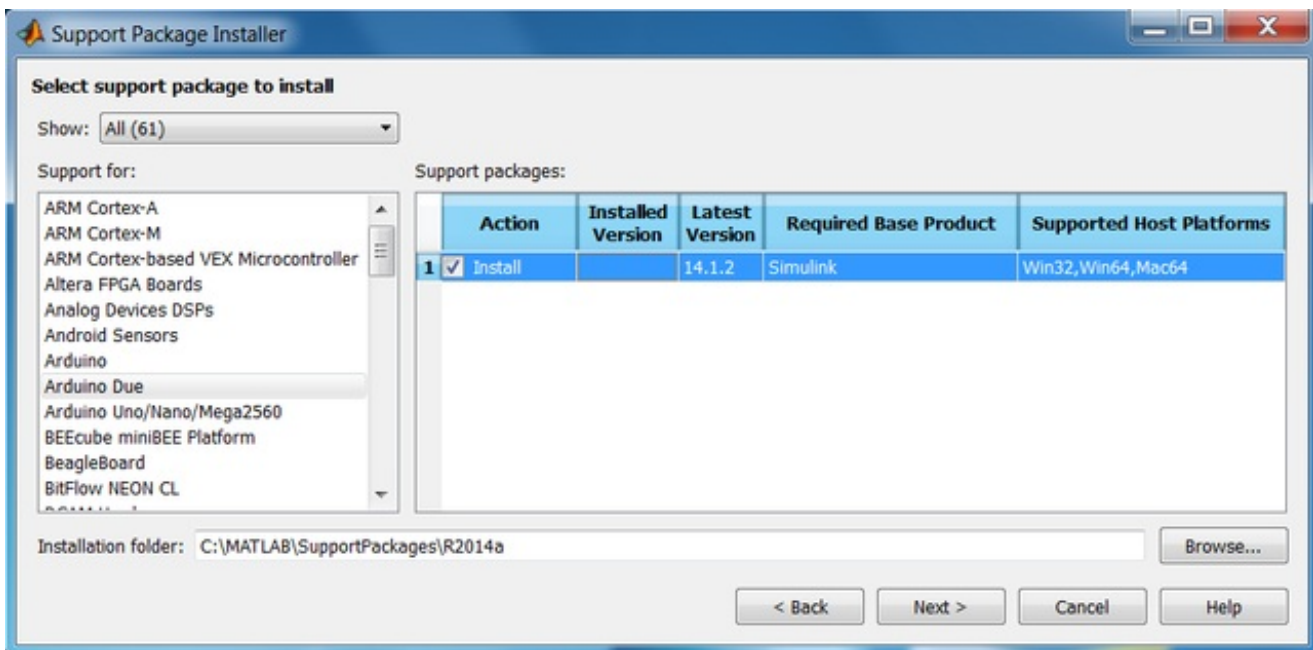 Support Package Installer
Select support package to install
Show: All (61)
Support for:
ARM Cortex-A
ARM Cortex-M
ARM Cortex-based VEX Microcontroller
Altera FPGA Boards
Analog Devices DSPs
Android Sensors
Arduino
Arduino Due
Arduino Uno/Nano/Mega2560
BEEcube miniBEE Platform
BeagleBoard
BitFlow NEON CL
Support packages:
Action Installed Version Latest Version Required Base Product Supported Host Platforms
1 Install 14.1.2 Simulink Win32,Win64,Mac64
Installation folder: C:\MATLAB\SupportPackages\R2014a Browse...
< Back Next > Cancel Help